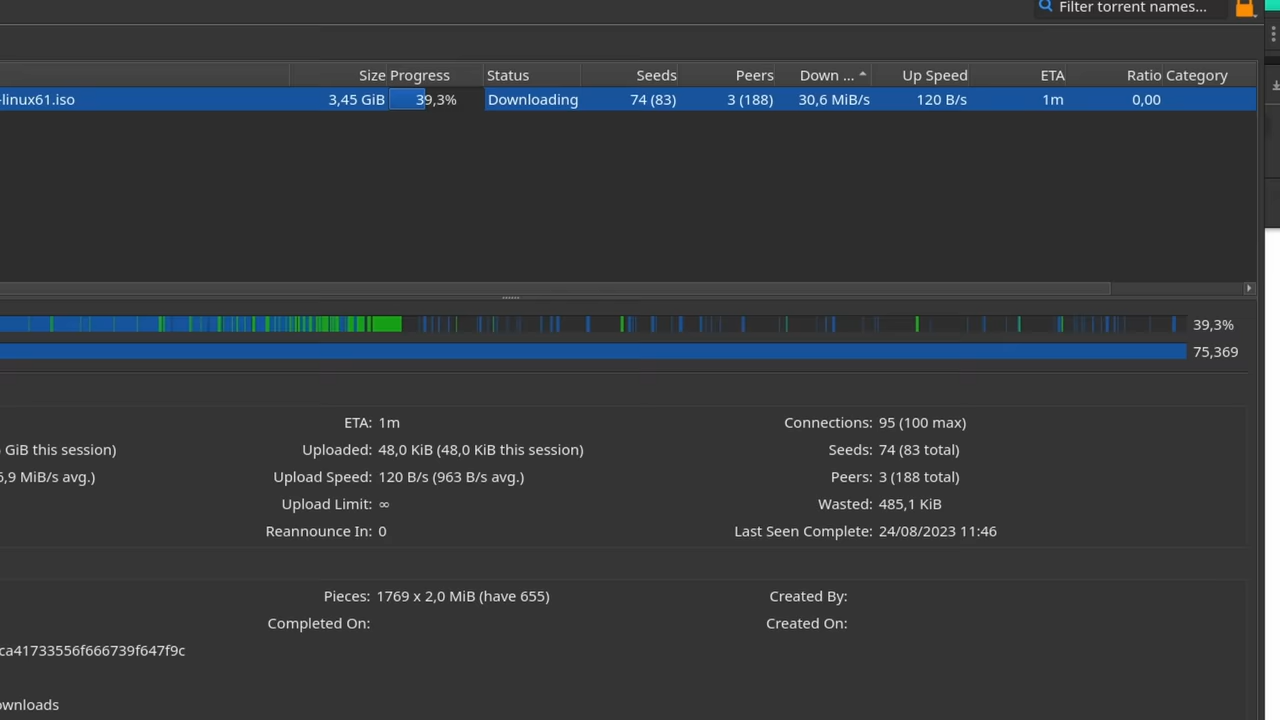 Filter torrent names...
Size Progress Status Seeds Peers Down ... Up Speed ETA Ratio Category
-linux61.iso 3,45 GiB 39,3% Downloading 74 (83) 3 (188) 30,6 MiB/s 120 B/s 1m 0,00
39,3%
75,369
ETA: 1m Connections: 95 (100 max)
GiB this session) Uploaded: 48,0 KiB (48,0 KiB this session) Seeds: 74 (83 total)
,9 MiB/s avg.) Upload Speed: 120 B/s (963 B/s avg.) Peers: 3 (188 total)
Upload Limit: ∞ Wasted: 485,1 KiB
Reannounce In: 0 Last Seen Complete: 24/08/2023 11:46
Pieces: 1769 x 2,0 MiB (have 655) Created By:
Completed On: Created On:
ca41733556f666739f647f9c
ownloads